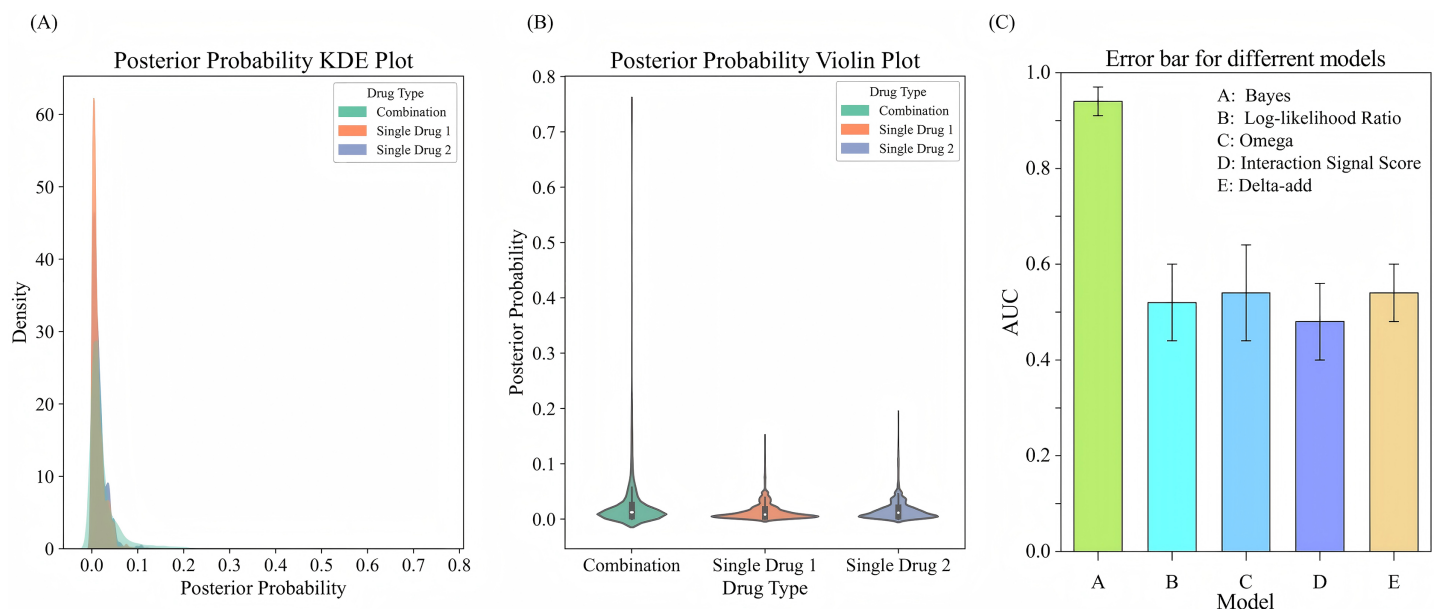 (A)
Posterior Probability KDE Plot
Drug Type
Combination
Single Drug 1
Single Drug 2
60
50
40
30
20
10
0
Density
0.0 0.1 0.2 0.3 0.4 0.5 0.6 0.7 0.8
Posterior Probability
(B)
Posterior Probability Violin Plot
Drug Type
Combination
Single Drug 1
Single Drug 2
0.8
0.7
0.6
0.5
0.4
0.3
0.2
0.1
0.0
Posterior Probability
Combination Single Drug 1 Single Drug 2
Drug Type
(C)
Error bar for differrent models
A: Bayes
B: Log-likelihood Ratio
C: Omega
D: Interaction Signal Score
E: Delta-add
1.0
0.8
0.6
0.4
0.2
0.0
AUC
A B C D E
Model